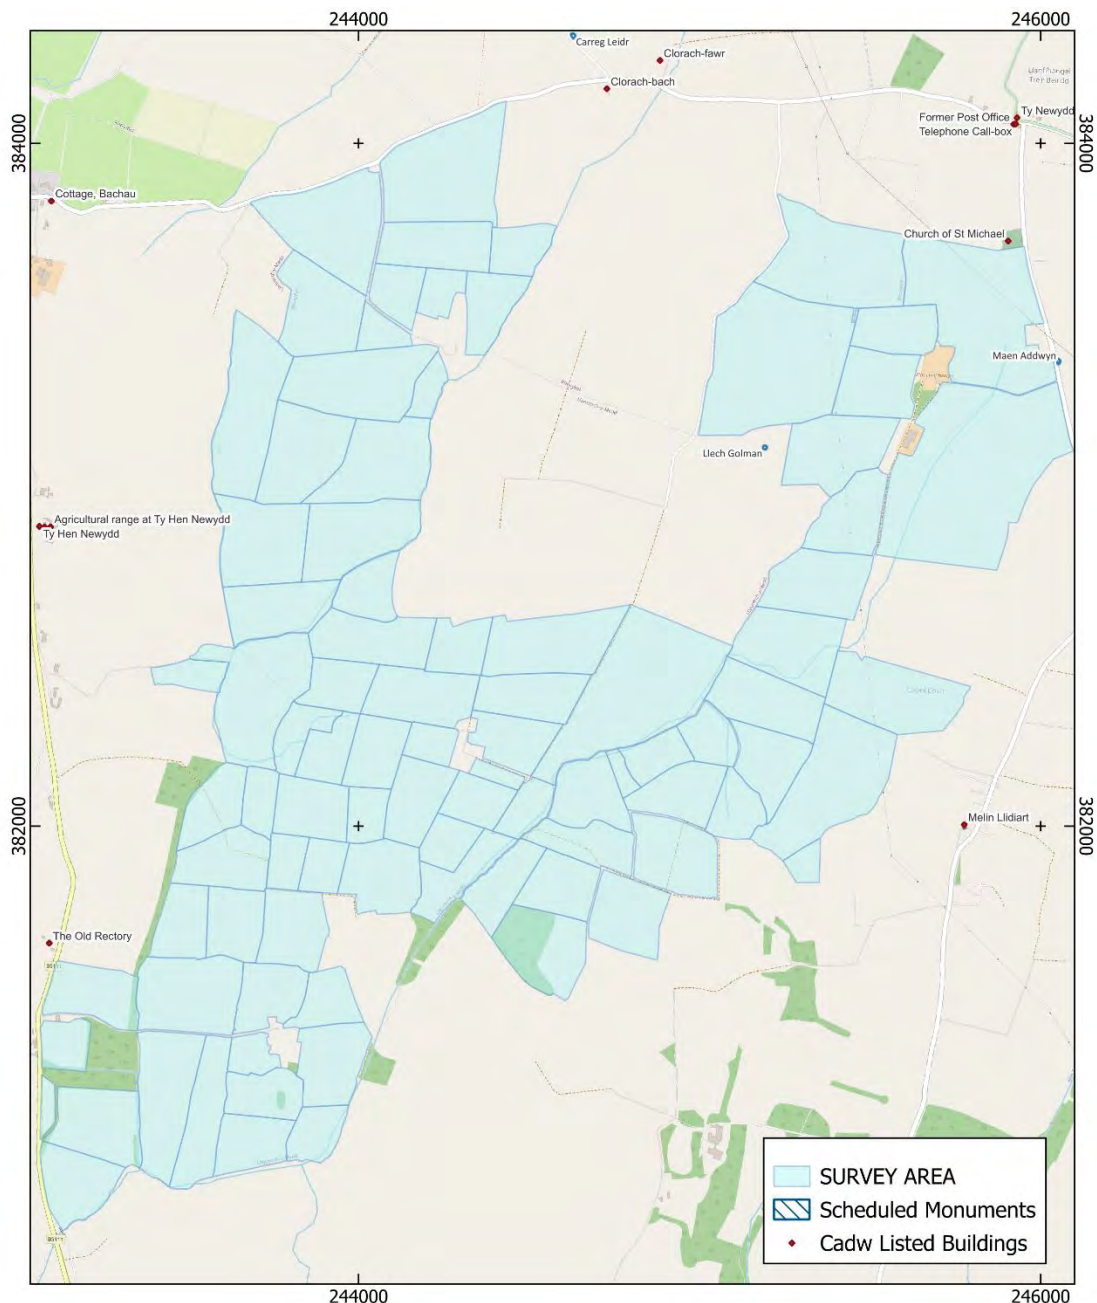 244000
246000
Carreg Leidr
Clorach-fawr
Clorach-bach
Ty Newydd
Former Post Office
Telephone Call-box
384000
384000
Cottage, Bachau
Church of St Michael
Maen Addwyn
Llech Golman
Agricultural range at Ty Hen Newydd
Ty Hen Newydd
382000
382000
Melin Llidiart
The Old Rectory
B5111
B5111
SURVEY AREA
Scheduled Monuments
Cadw Listed Buildings
244000
246000